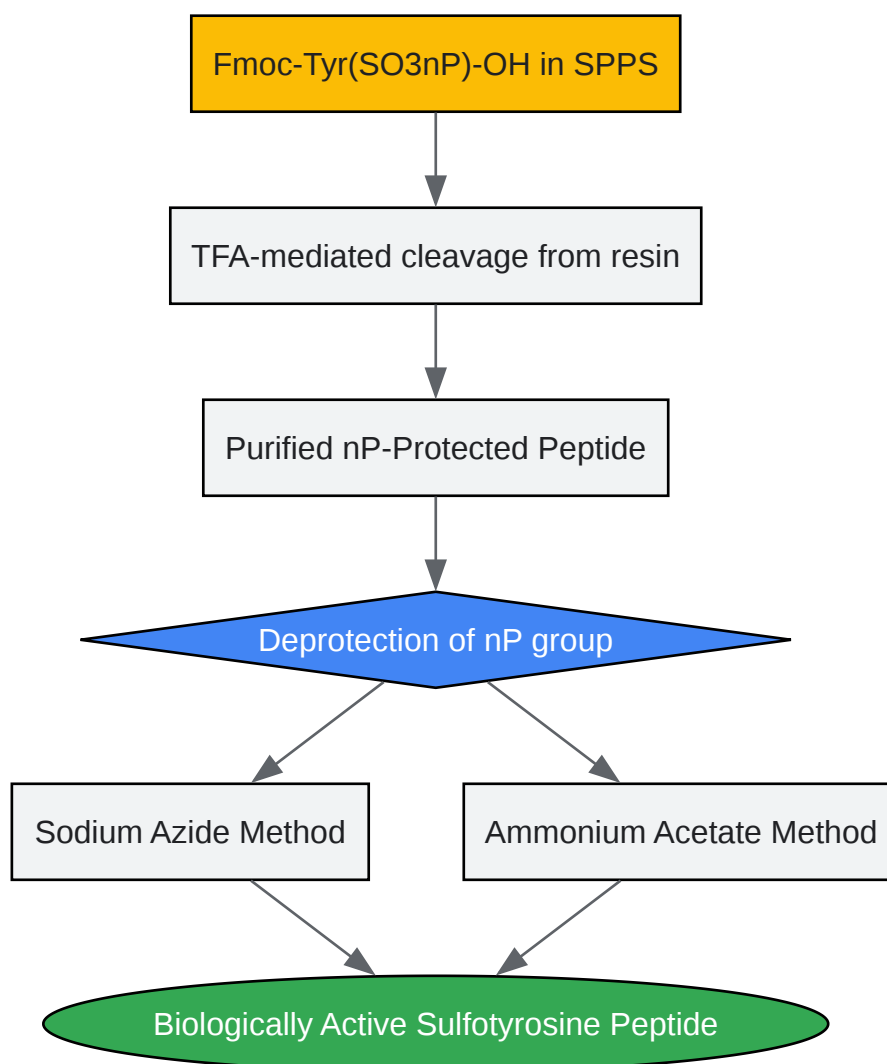 Fmoc-Tyr(SO3nP)-OH in SPPS
TFA-mediated cleavage from resin
Purified nP-Protected Peptide
Deprotection of nP group
Sodium Azide Method
Ammonium Acetate Method
Biologically Active Sulfotyrosine Peptide